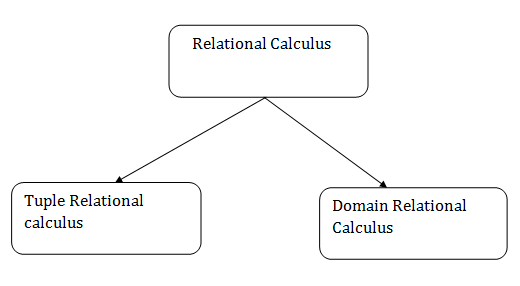 Relational Calculus
Tuple Relational
calculus
Domain Relational
Calculus